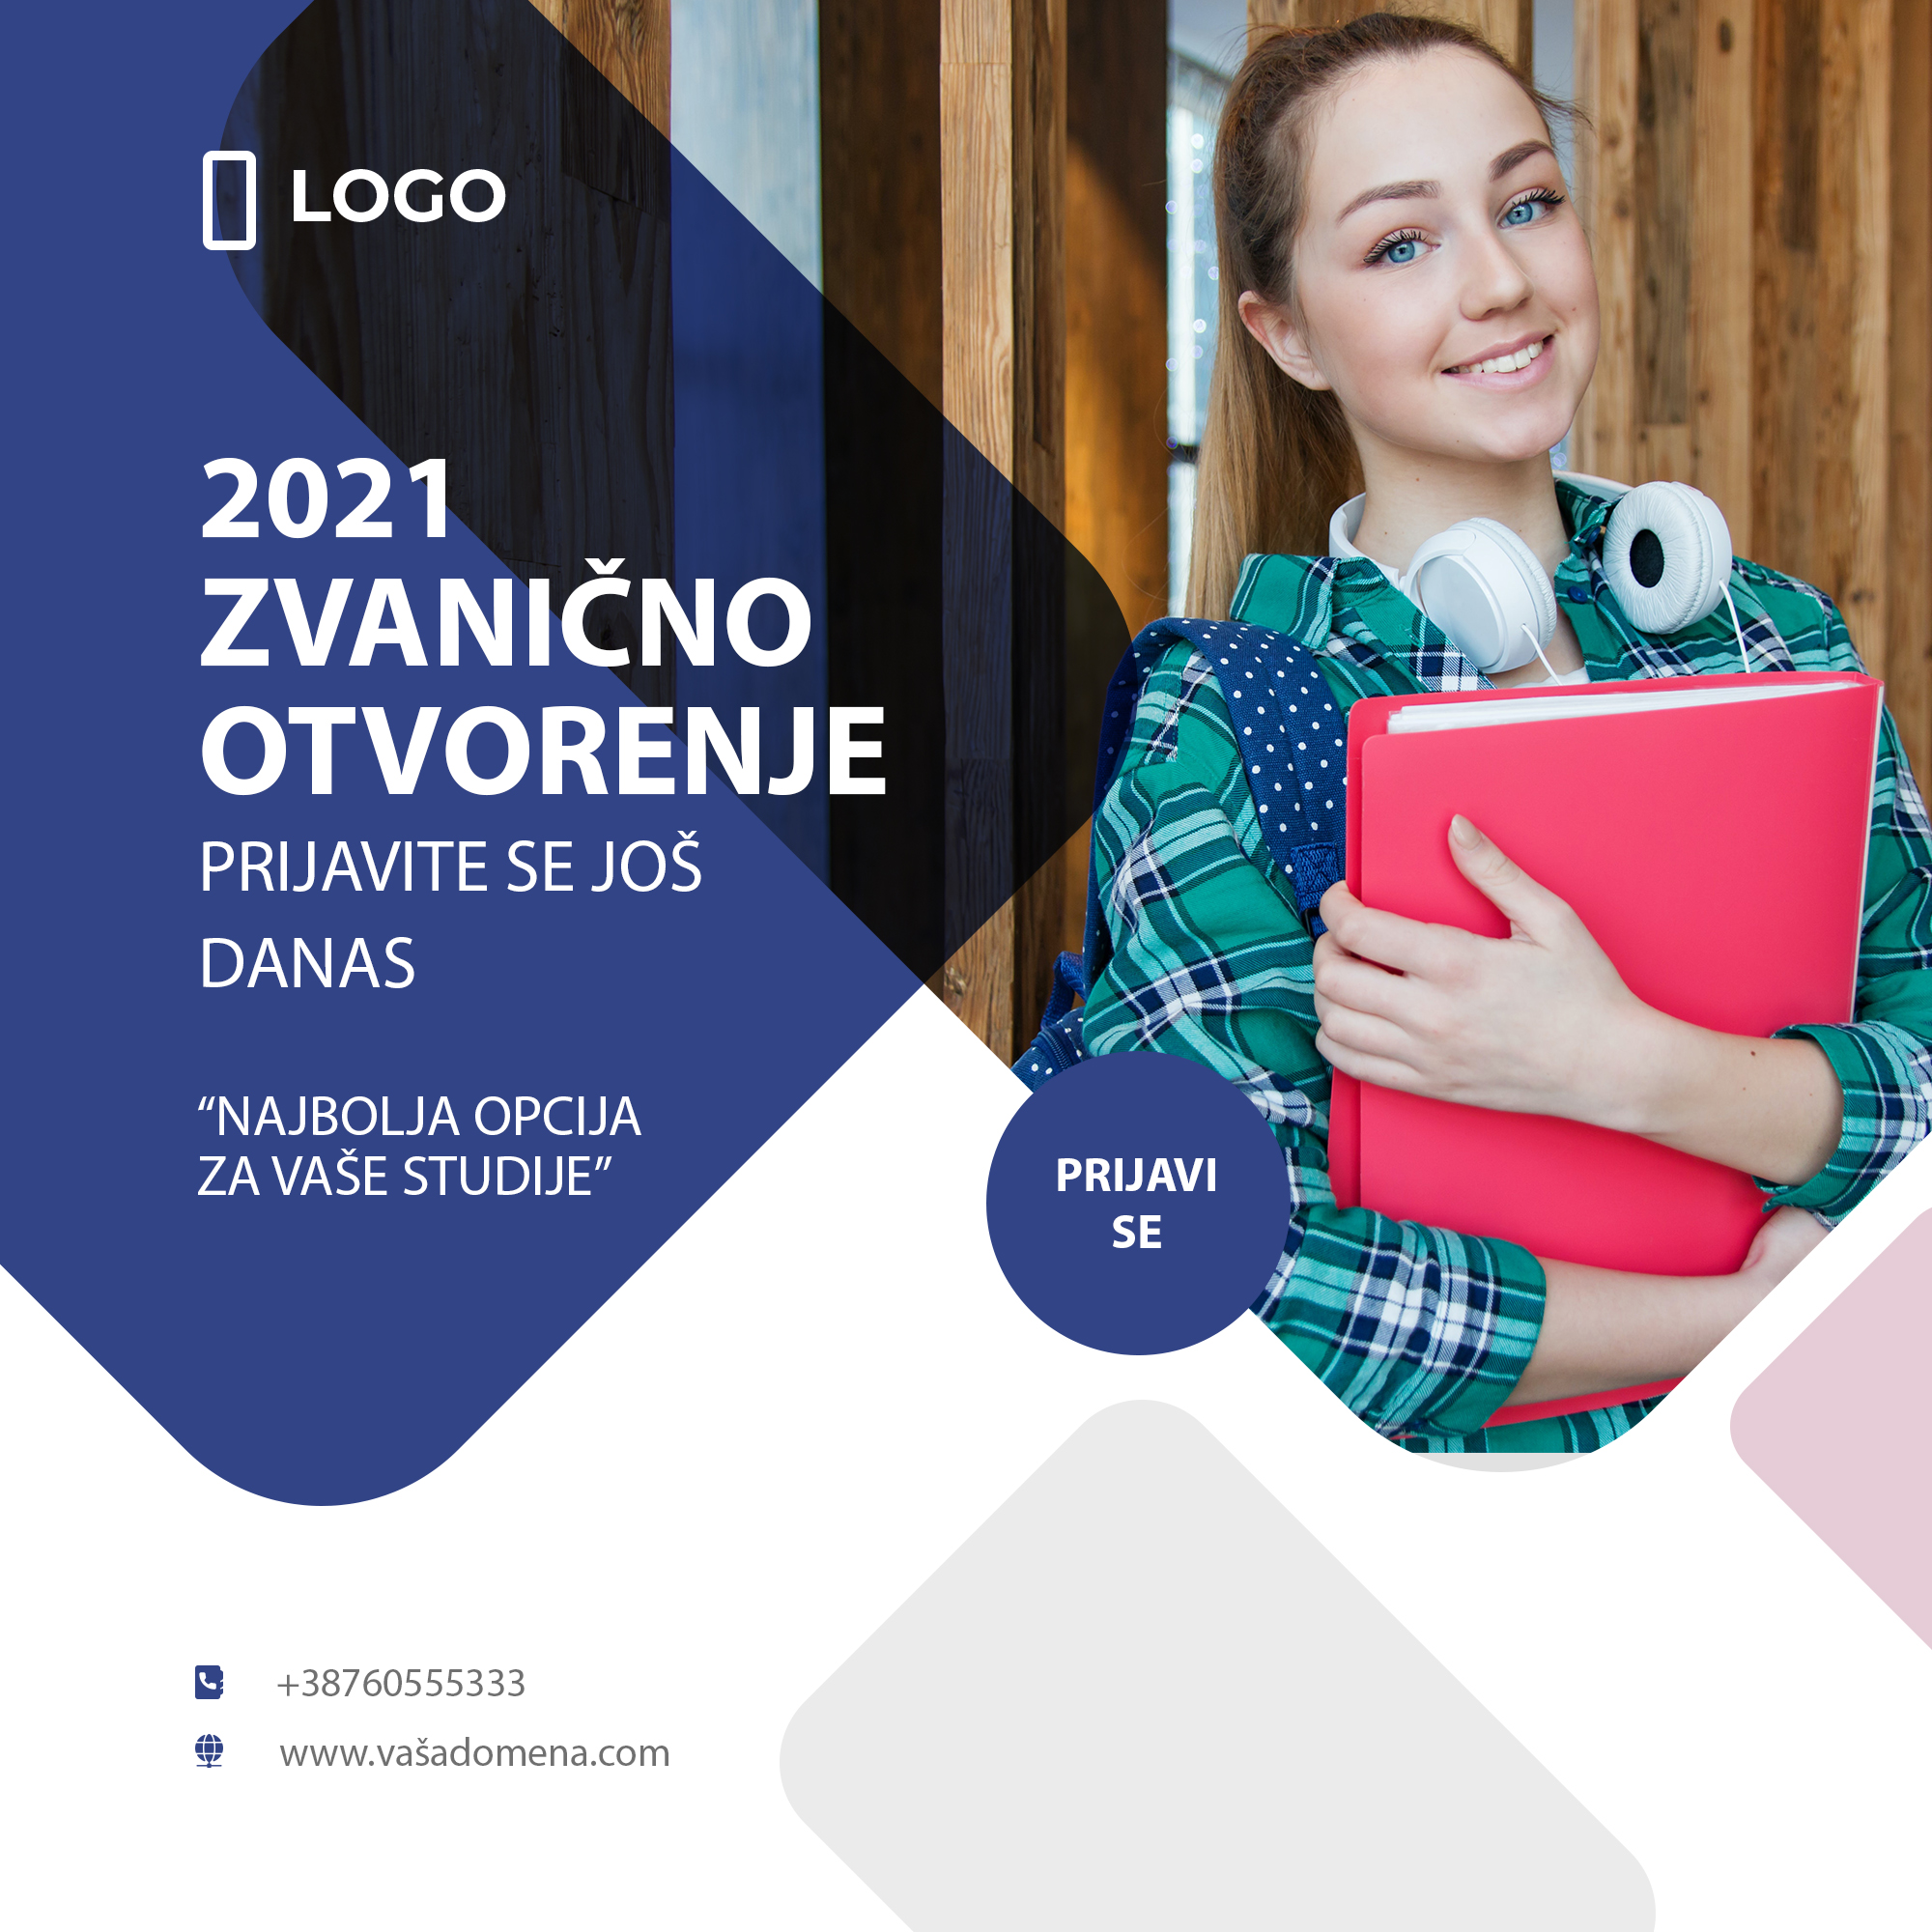 LOGO
2021
ZVANIČNO
OTVORENJE
PRIJAVITE SE JOŠ
DANAS
“NAJBOLJA OPCIJA
ZA VAŠE STUDIJE”
PRIJAVI
SE
+38760555333
www.vašadomena.com